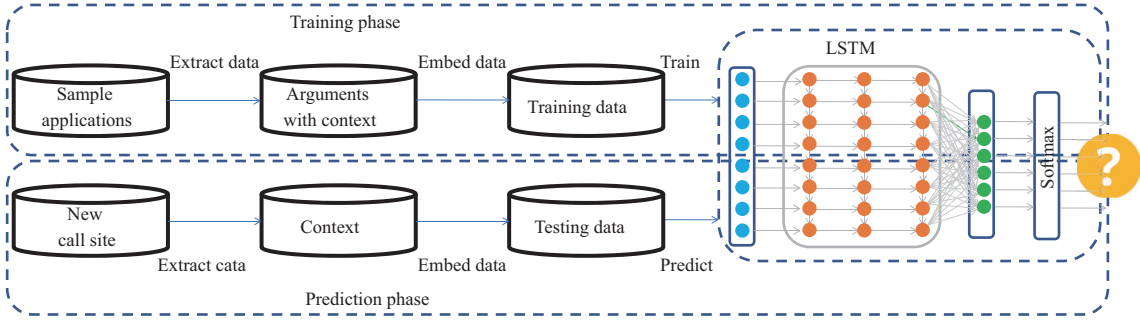 Training phase
LSTM
Extract data
Embed data
Train
Sample
applications
Arguments
with context
Training data
Softmax
?
New
call site
Context
Testing data
Extract cata
Embed data
Predict
Prediction phase